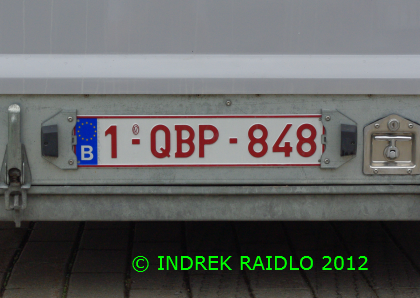 B 1-QBP-848
© INDREK RAIDLO 2012